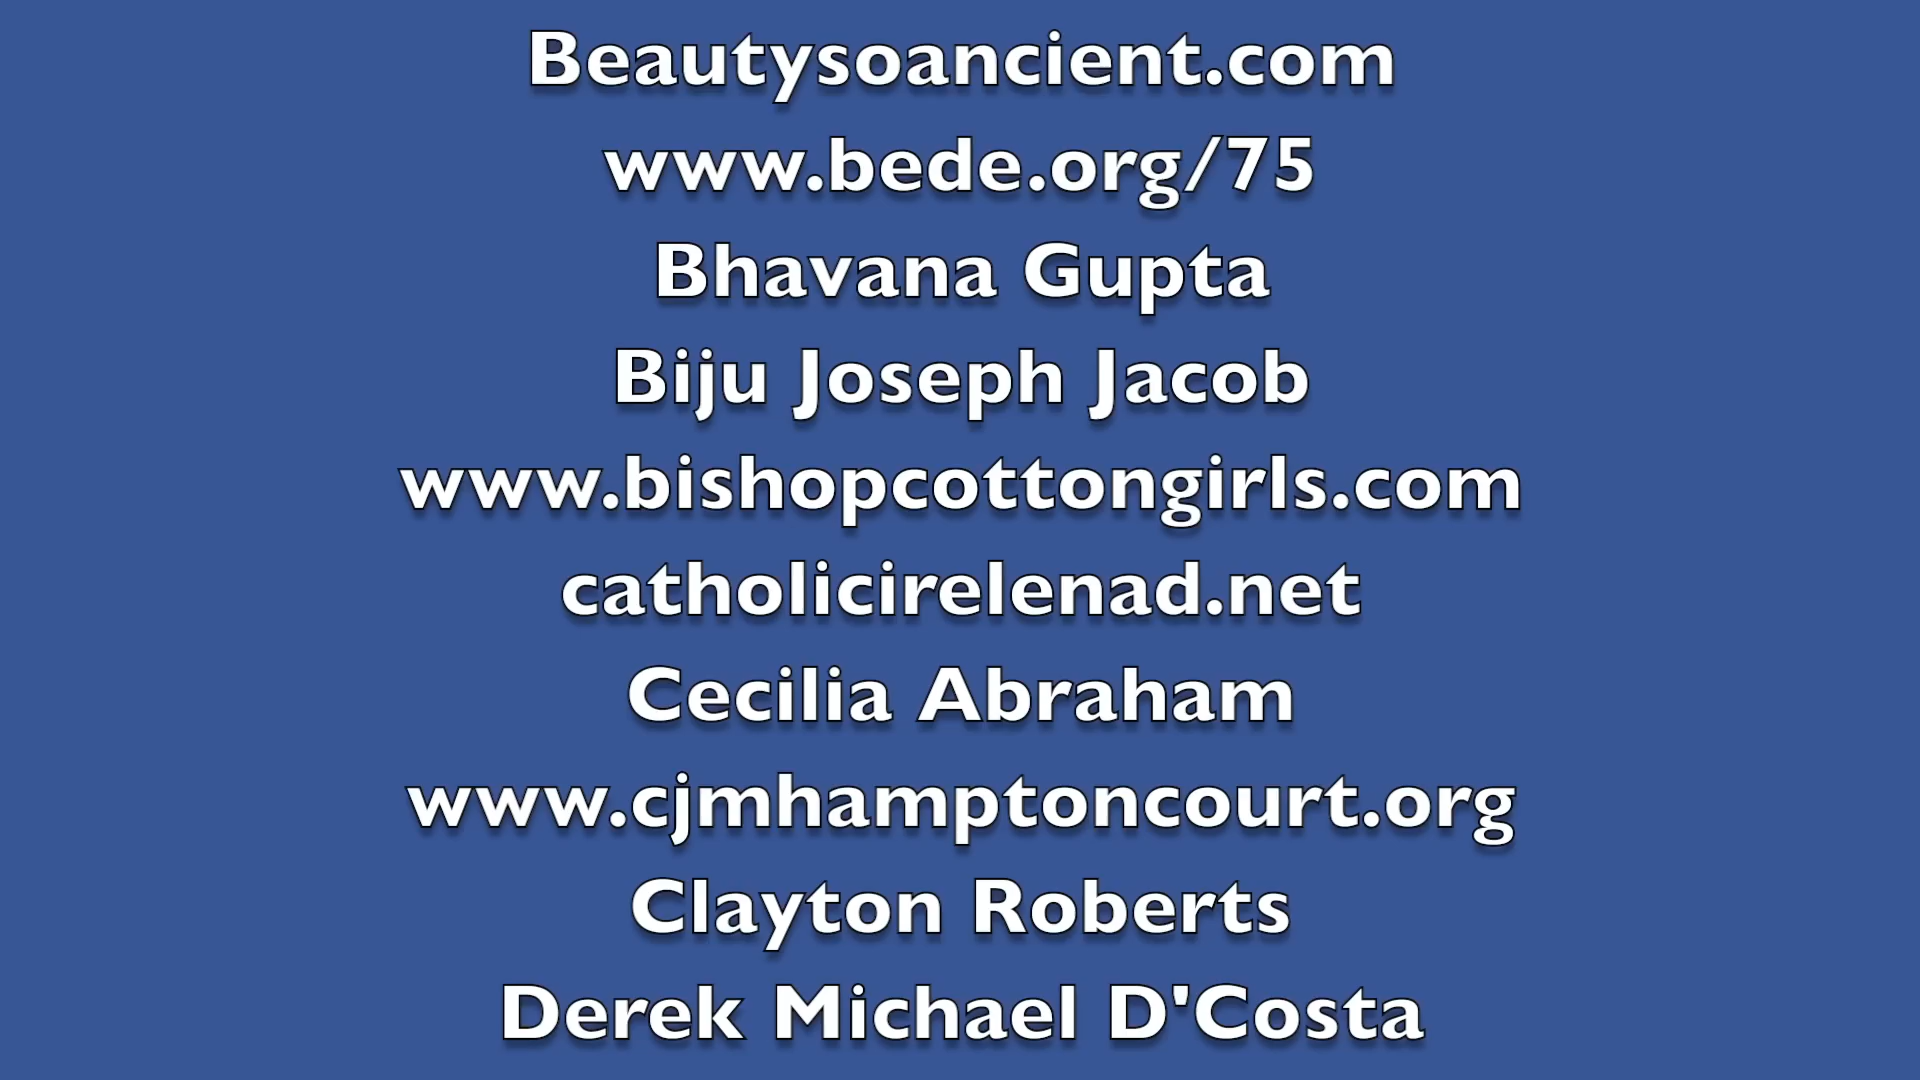 Beautysoancient.com
www.bede.org/75
Bhavana Gupta
Biju Joseph Jacob
www.bishopcottongirls.com
catholicirelenad.net
Cecilia Abraham
www.cjmhamptoncourt.org
Clayton Roberts
Derek Michael D'Costa